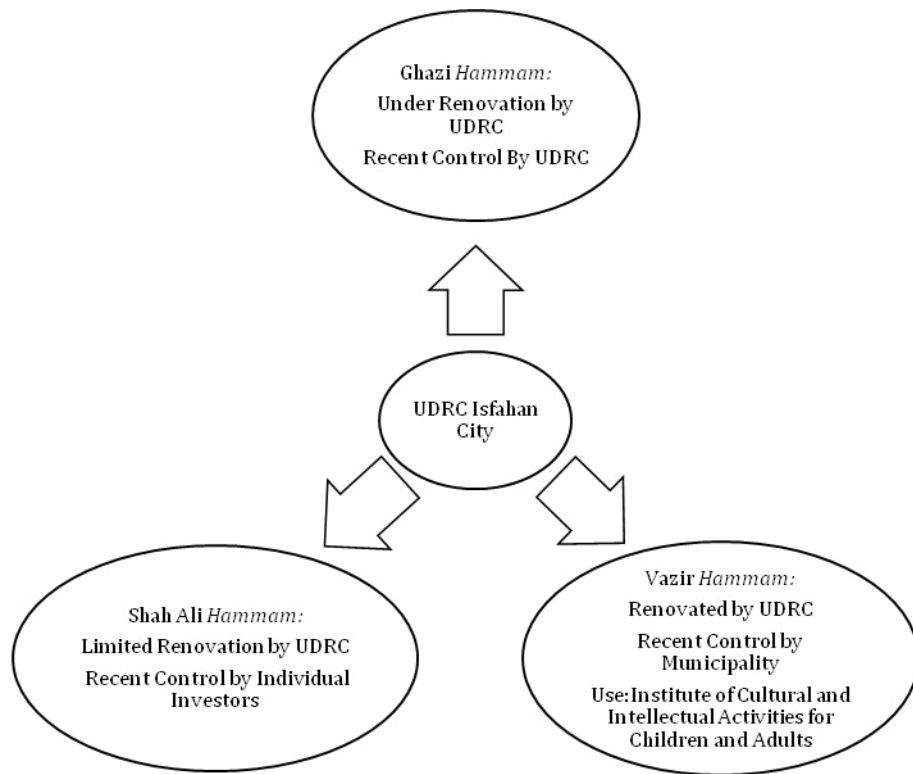 Ghazi Hammam:
Under Renovation by
UDRC
Recent Control By UDRC
UDRC Isfahan
City
Shah Ali Hammam:
Limited Renovation by UDRC
Recent Control by Individual
Investors
Vazir Hammam:
Renovated by UDRC
Recent Control by
Municipality
Use:Institute of Cultural and
Intellectual Activities for
Children and Adults